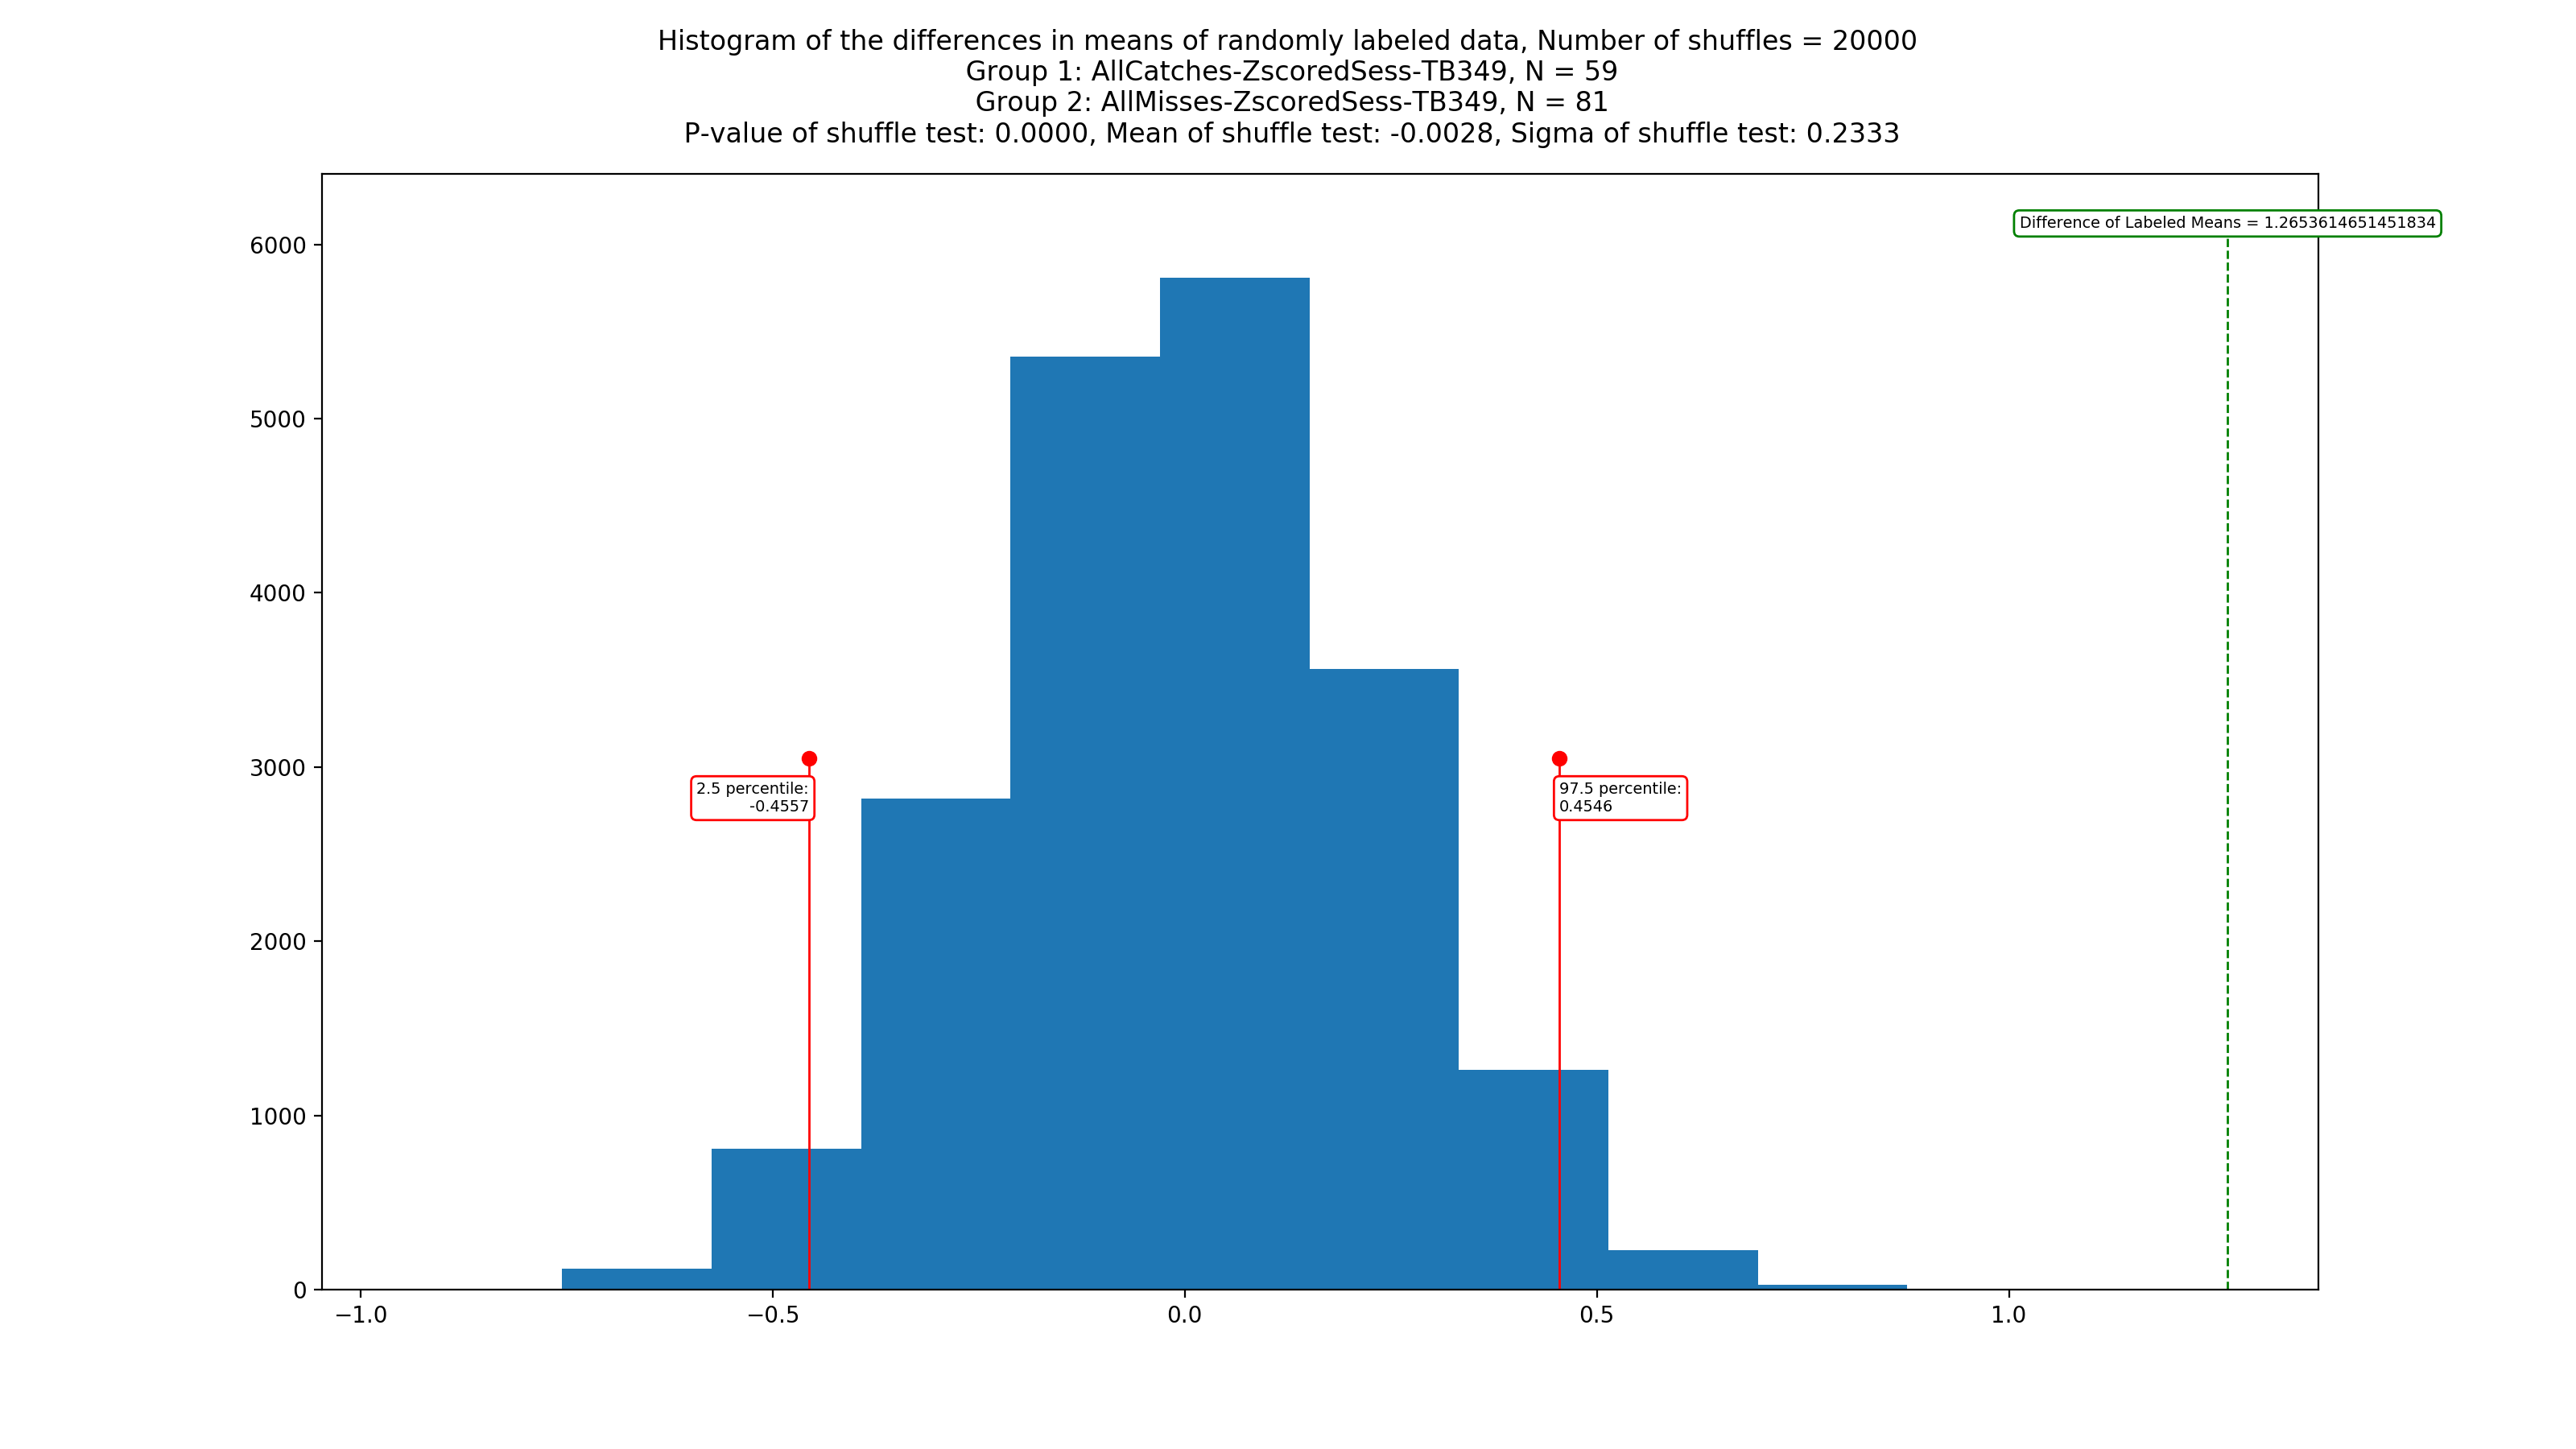 Histogram of the differences in means of randomly labeled data, Number of shuffles = 20000
Group 1: AllCatches-ZscoredSess-TB349, N = 59
Group 2: AllMisses-ZscoredSess-TB349, N = 81
P-value of shuffle test: 0.0000, Mean of shuffle test: -0.0028, Sigma of shuffle test: 0.2333
Difference of Labeled Means = 1.2653614651451834
6000
5000
4000
3000
2.5 percentile:
-0.4557
97.5 percentile:
0.4546
2000
1000
0
−1.0
−0.5
0.0
0.5
1.0